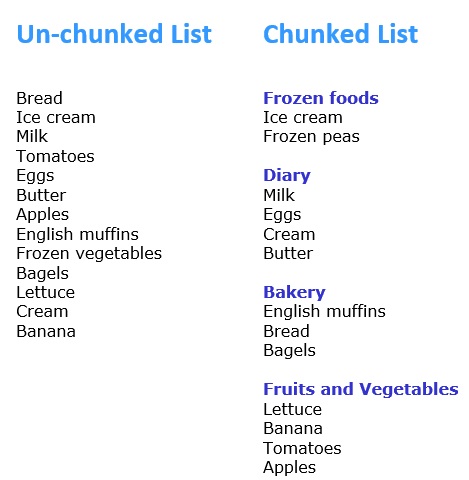 Un-chunked List
Bread
Ice cream
Milk
Tomatoes
Eggs
Butter
Apples
English muffins
Frozen vegetables
Bagels
Lettuce
Cream
Banana
Chunked List
Frozen foods
Ice cream
Frozen peas
Diary
Milk
Eggs
Cream
Butter
Bakery
English muffins
Bread
Bagels
Fruits and Vegetables
Lettuce
Banana
Tomatoes
Apples